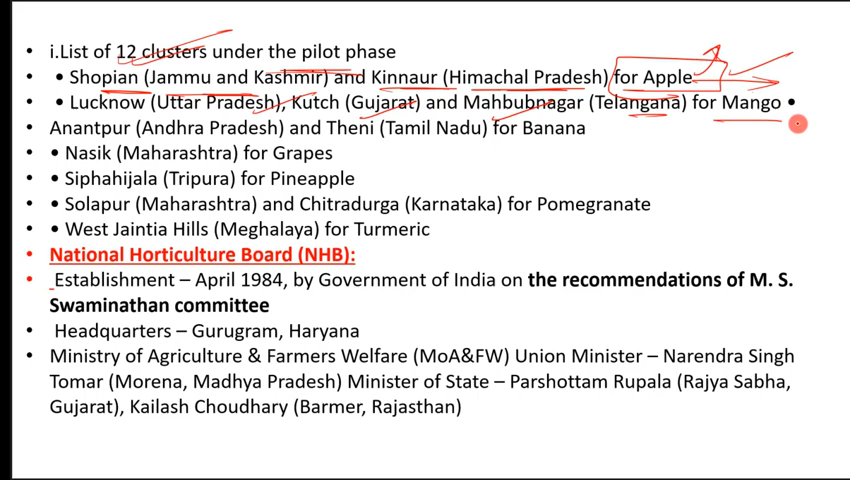 • i.List of 12 clusters under the pilot phase
• • Shopian (Jammu and Kashmir) and Kinnaur (Himachal Pradesh) for Apple
• • Lucknow (Uttar Pradesh), Kutch (Gujarat) and Mahbubnagar (Telangana) for Mango •
• Anantpur (Andhra Pradesh) and Theni (Tamil Nadu) for Banana
• • Nasik (Maharashtra) for Grapes
• • Siphahijala (Tripura) for Pineapple
• • Solapur (Maharashtra) and Chitradurga (Karnataka) for Pomegranate
• • West Jaintia Hills (Meghalaya) for Turmeric
• National Horticulture Board (NHB):
• Establishment – April 1984, by Government of India on the recommendations of M. S.
Swaminathan committee
• Headquarters – Gurugram, Haryana
• Ministry of Agriculture & Farmers Welfare (MoA&FW) Union Minister – Narendra Singh
Tomar (Morena, Madhya Pradesh) Minister of State – Parshottam Rupala (Rajya Sabha,
Gujarat), Kailash Choudhary (Barmer, Rajasthan)